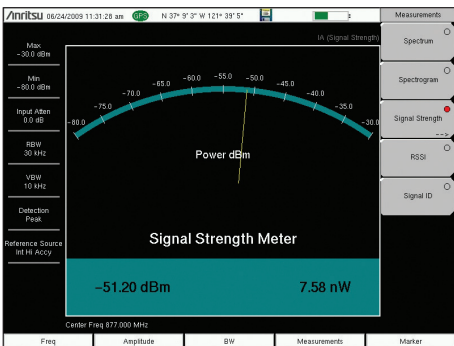 Anritsu 06/24/2009 11:31:26 am GPS N 37° 9' 3" W 121° 39' 5"
Measurements
IA (Signal Strength)
Max
-30.0 dBm
Min
-80.0 dBm
Input Atten
0.0 dB
RBW
30 kHz
VBW
10 kHz
Detection
Peak
Reference Source
Int Hi Accy
-80.0 -75.0 -70.0 -65.0 -60.0 -55.0 -50.0 -45.0 -40.0 -35.0 -30.0
Power dBm
Signal Strength Meter
-51.20 dBm 7.58 nW
Center Freq 877.000 MHz
Spectrum
Spectrogram
Signal Strength
-->
RSSI
Signal ID
Freq Amplitude BW Measurements Marker